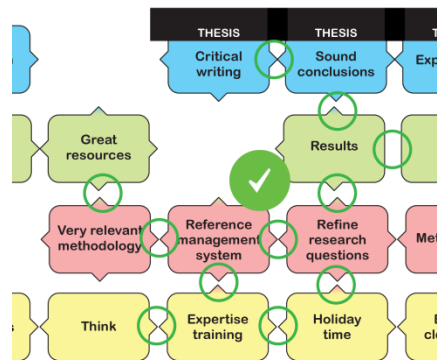 THESIS THESIS
Critical
writing
Sound
conclusions
Great
resources
Results
Very relevant
methodology
Reference
management
system
Refine
research
questions
Think
Expertise
training
Holiday
time